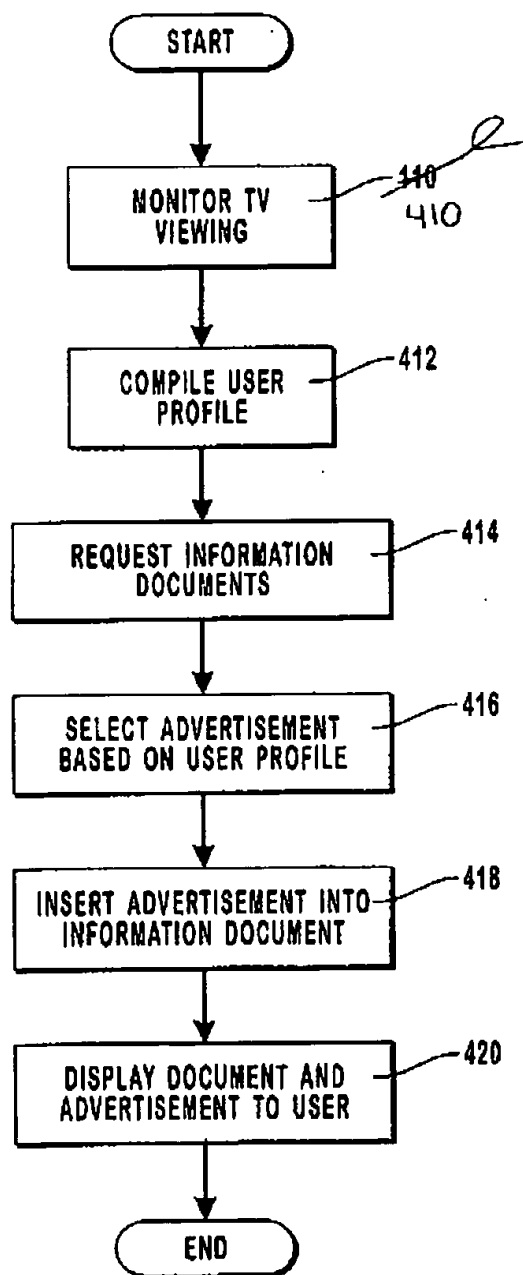 START
110
410
MONITOR TV
VIEWING
412
COMPILE USER
PROFILE
414
REQUEST INFORMATION
DOCUMENTS
416
SELECT ADVERTISEMENT
BASED ON USER PROFILE
418
INSERT ADVERTISEMENT INTO
INFORMATION DOCUMENT
420
DISPLAY DOCUMENT AND
ADVERTISEMENT TO USER
END